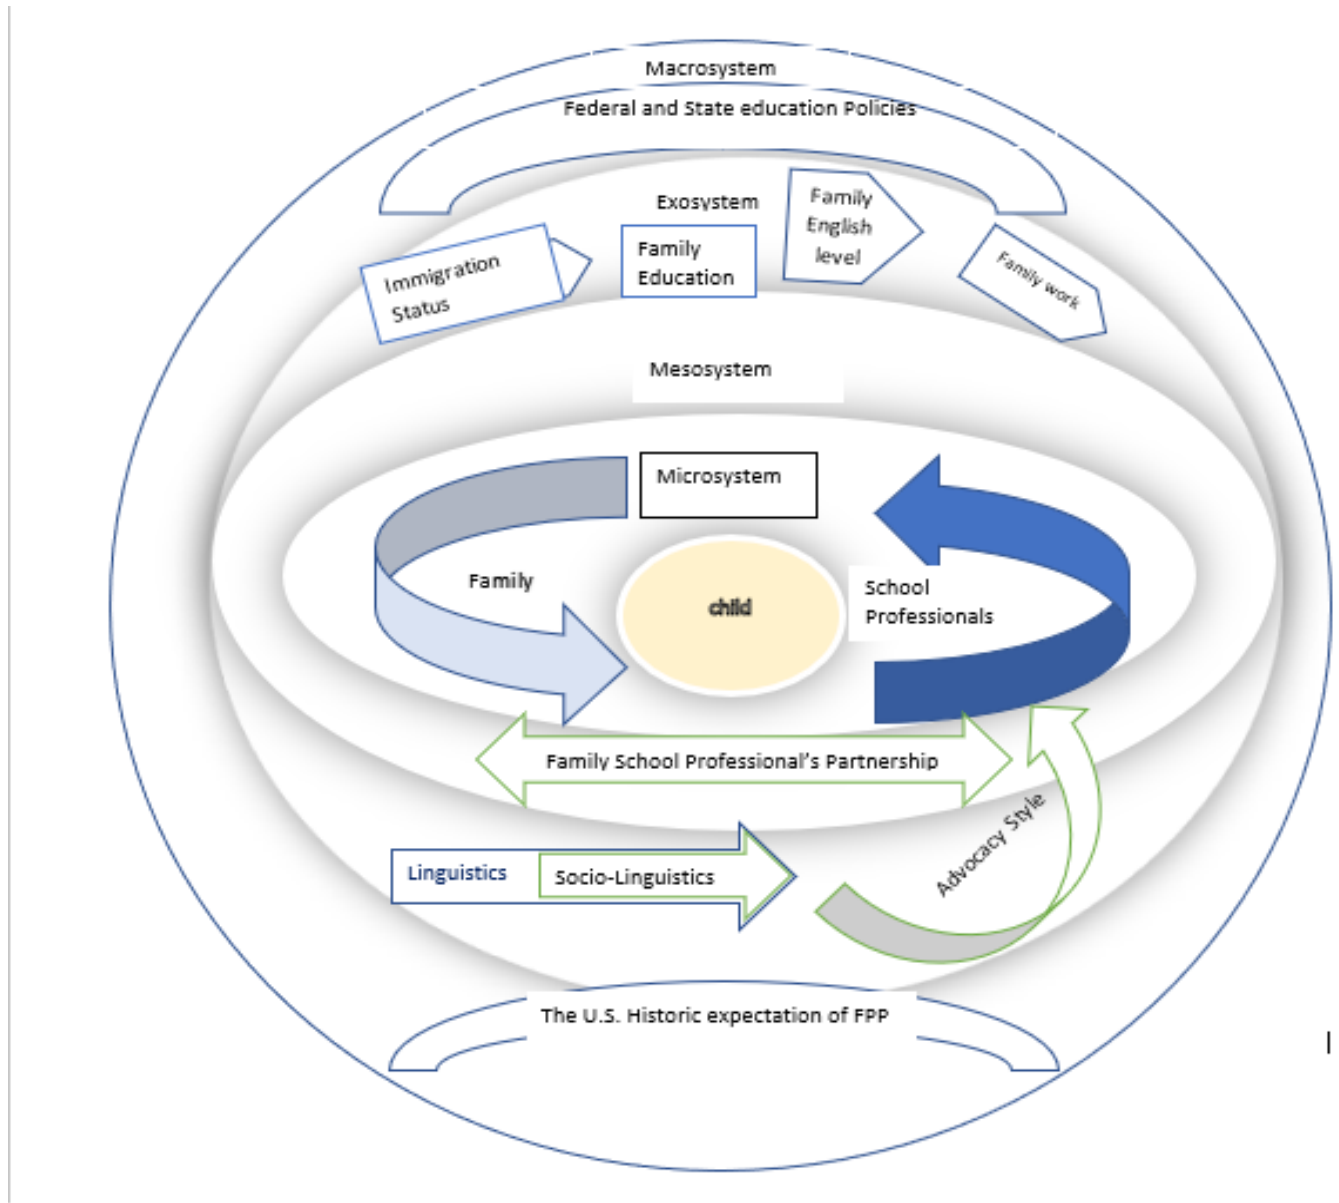 Macrosystem
Federal and State education Policies
Exosystem
Family
English
level
Immigration
Status
Family
Education
Family work
Mesosystem
Microsystem
Family
child
School
Professionals
Family School Professional's Partnership
Linguistics
Socio-Linguistics
Advocacy Style
The U.S. Historic expectation of FPP